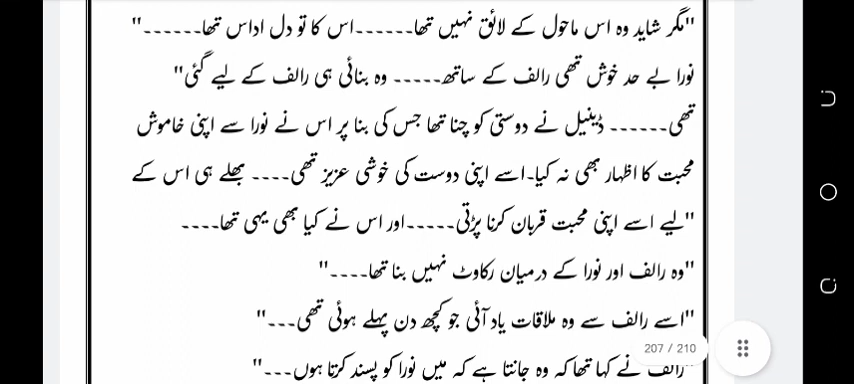 "مگر شاید وہ اس ماحول کے لائق نہیں تھا۔۔۔۔۔۔اس کا تو دل اداس تھا۔۔۔۔۔۔"
نورا بے حد خوش تھی رالف کے ساتھ۔۔۔۔۔ وہ بنائی ہی رالف کے لیے گئی"
تھی۔۔۔۔۔۔ ڈینیل نے دوستی کو چنا تھا جس کی بنا پر اس نے نورا سے اپنی خاموش
محبت کا اظہار بھی نہ کیا۔اسے اپنی دوست کی خوشی عزیز تھی۔۔۔۔ بھلے ہی اس کے
"لیے اسے اپنی محبت قربان کرنا پڑتی۔۔۔۔۔اور اس نے کیا بھی یہی تھا۔۔۔۔
"وہ رالف اور نورا کے درمیان رکاوٹ نہیں بنا تھا۔۔۔۔"
"اسے رالف سے وہ ملاقات یاد آئی جو کچھ دن پہلے ہوئی تھی۔۔۔"
207 / 210
"رالف نے کہا تھا کہ وہ جانتا ہے کہ میں نورا کو پسند کرتا ہوں۔۔۔"